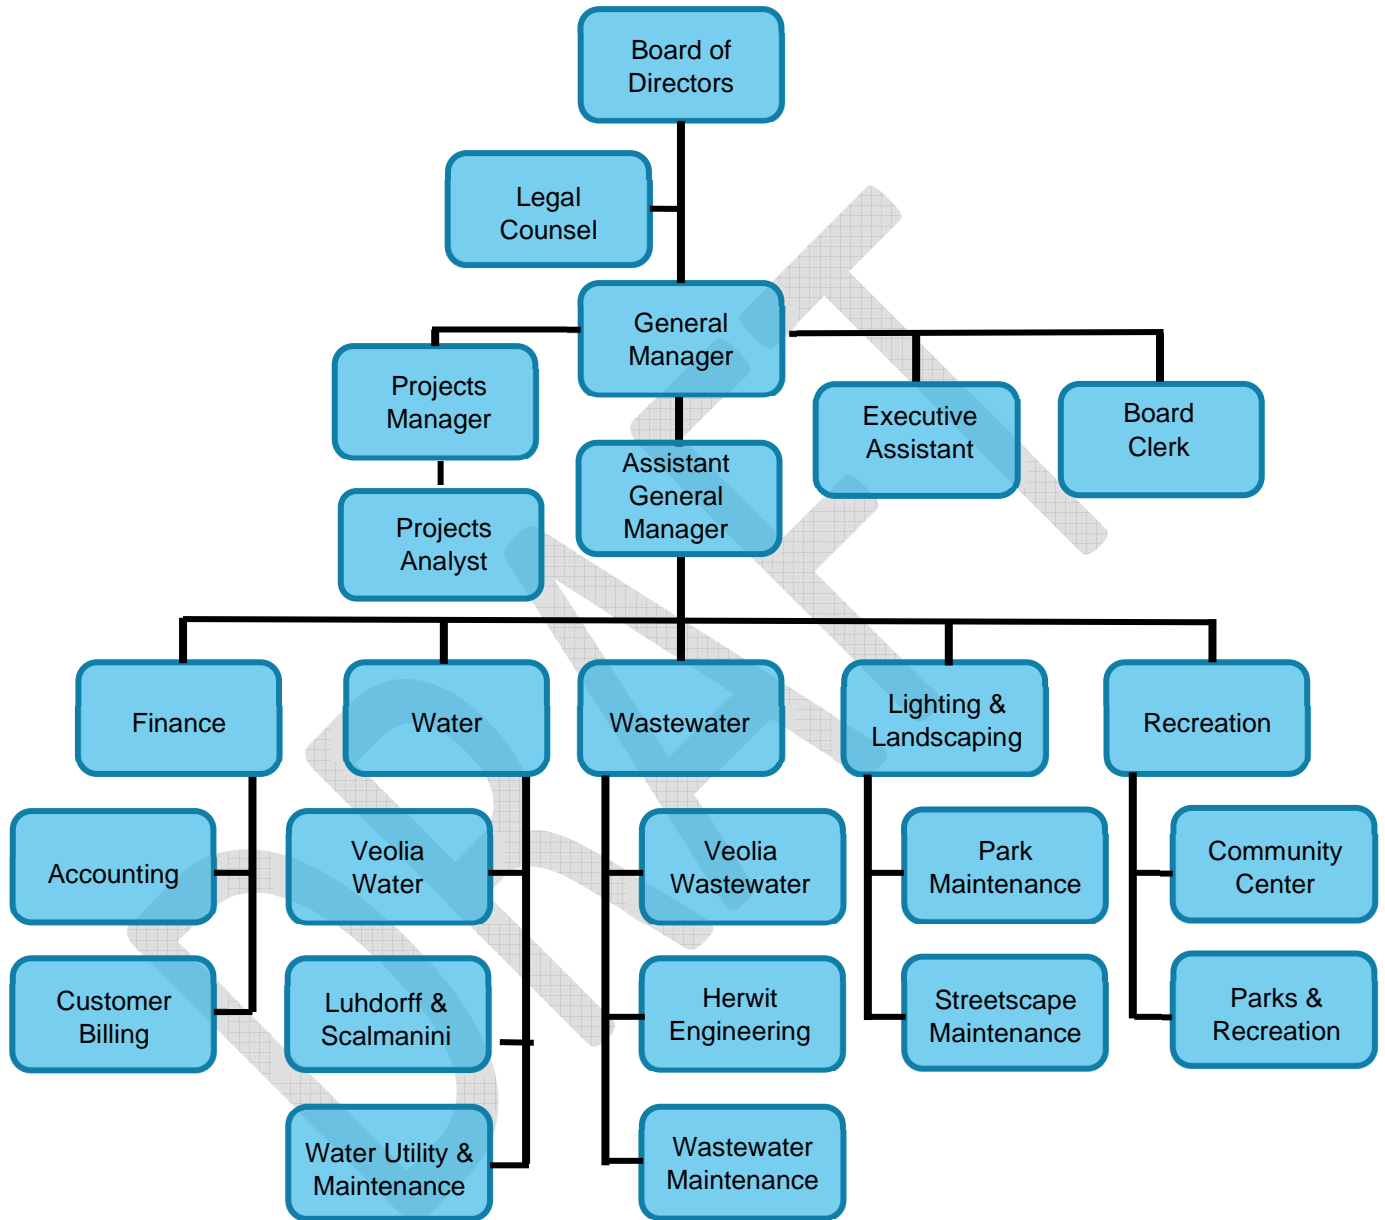 Board of
Directors
Legal
Counsel
General
Manager
Projects
Manager
Executive
Assistant
Board
Clerk
Assistant
General
Manager
Projects
Analyst
Finance
Water
Wastewater
Lighting &
Landscaping
Recreation
Accounting
Veolia
Water
Veolia
Wastewater
Park
Maintenance
Community
Center
Customer
Billing
Luhdorff &
Scalmanini
Herwit
Engineering
Streetscape
Maintenance
Parks &
Recreation
Water Utility &
Maintenance
Wastewater
Maintenance
DRAFT